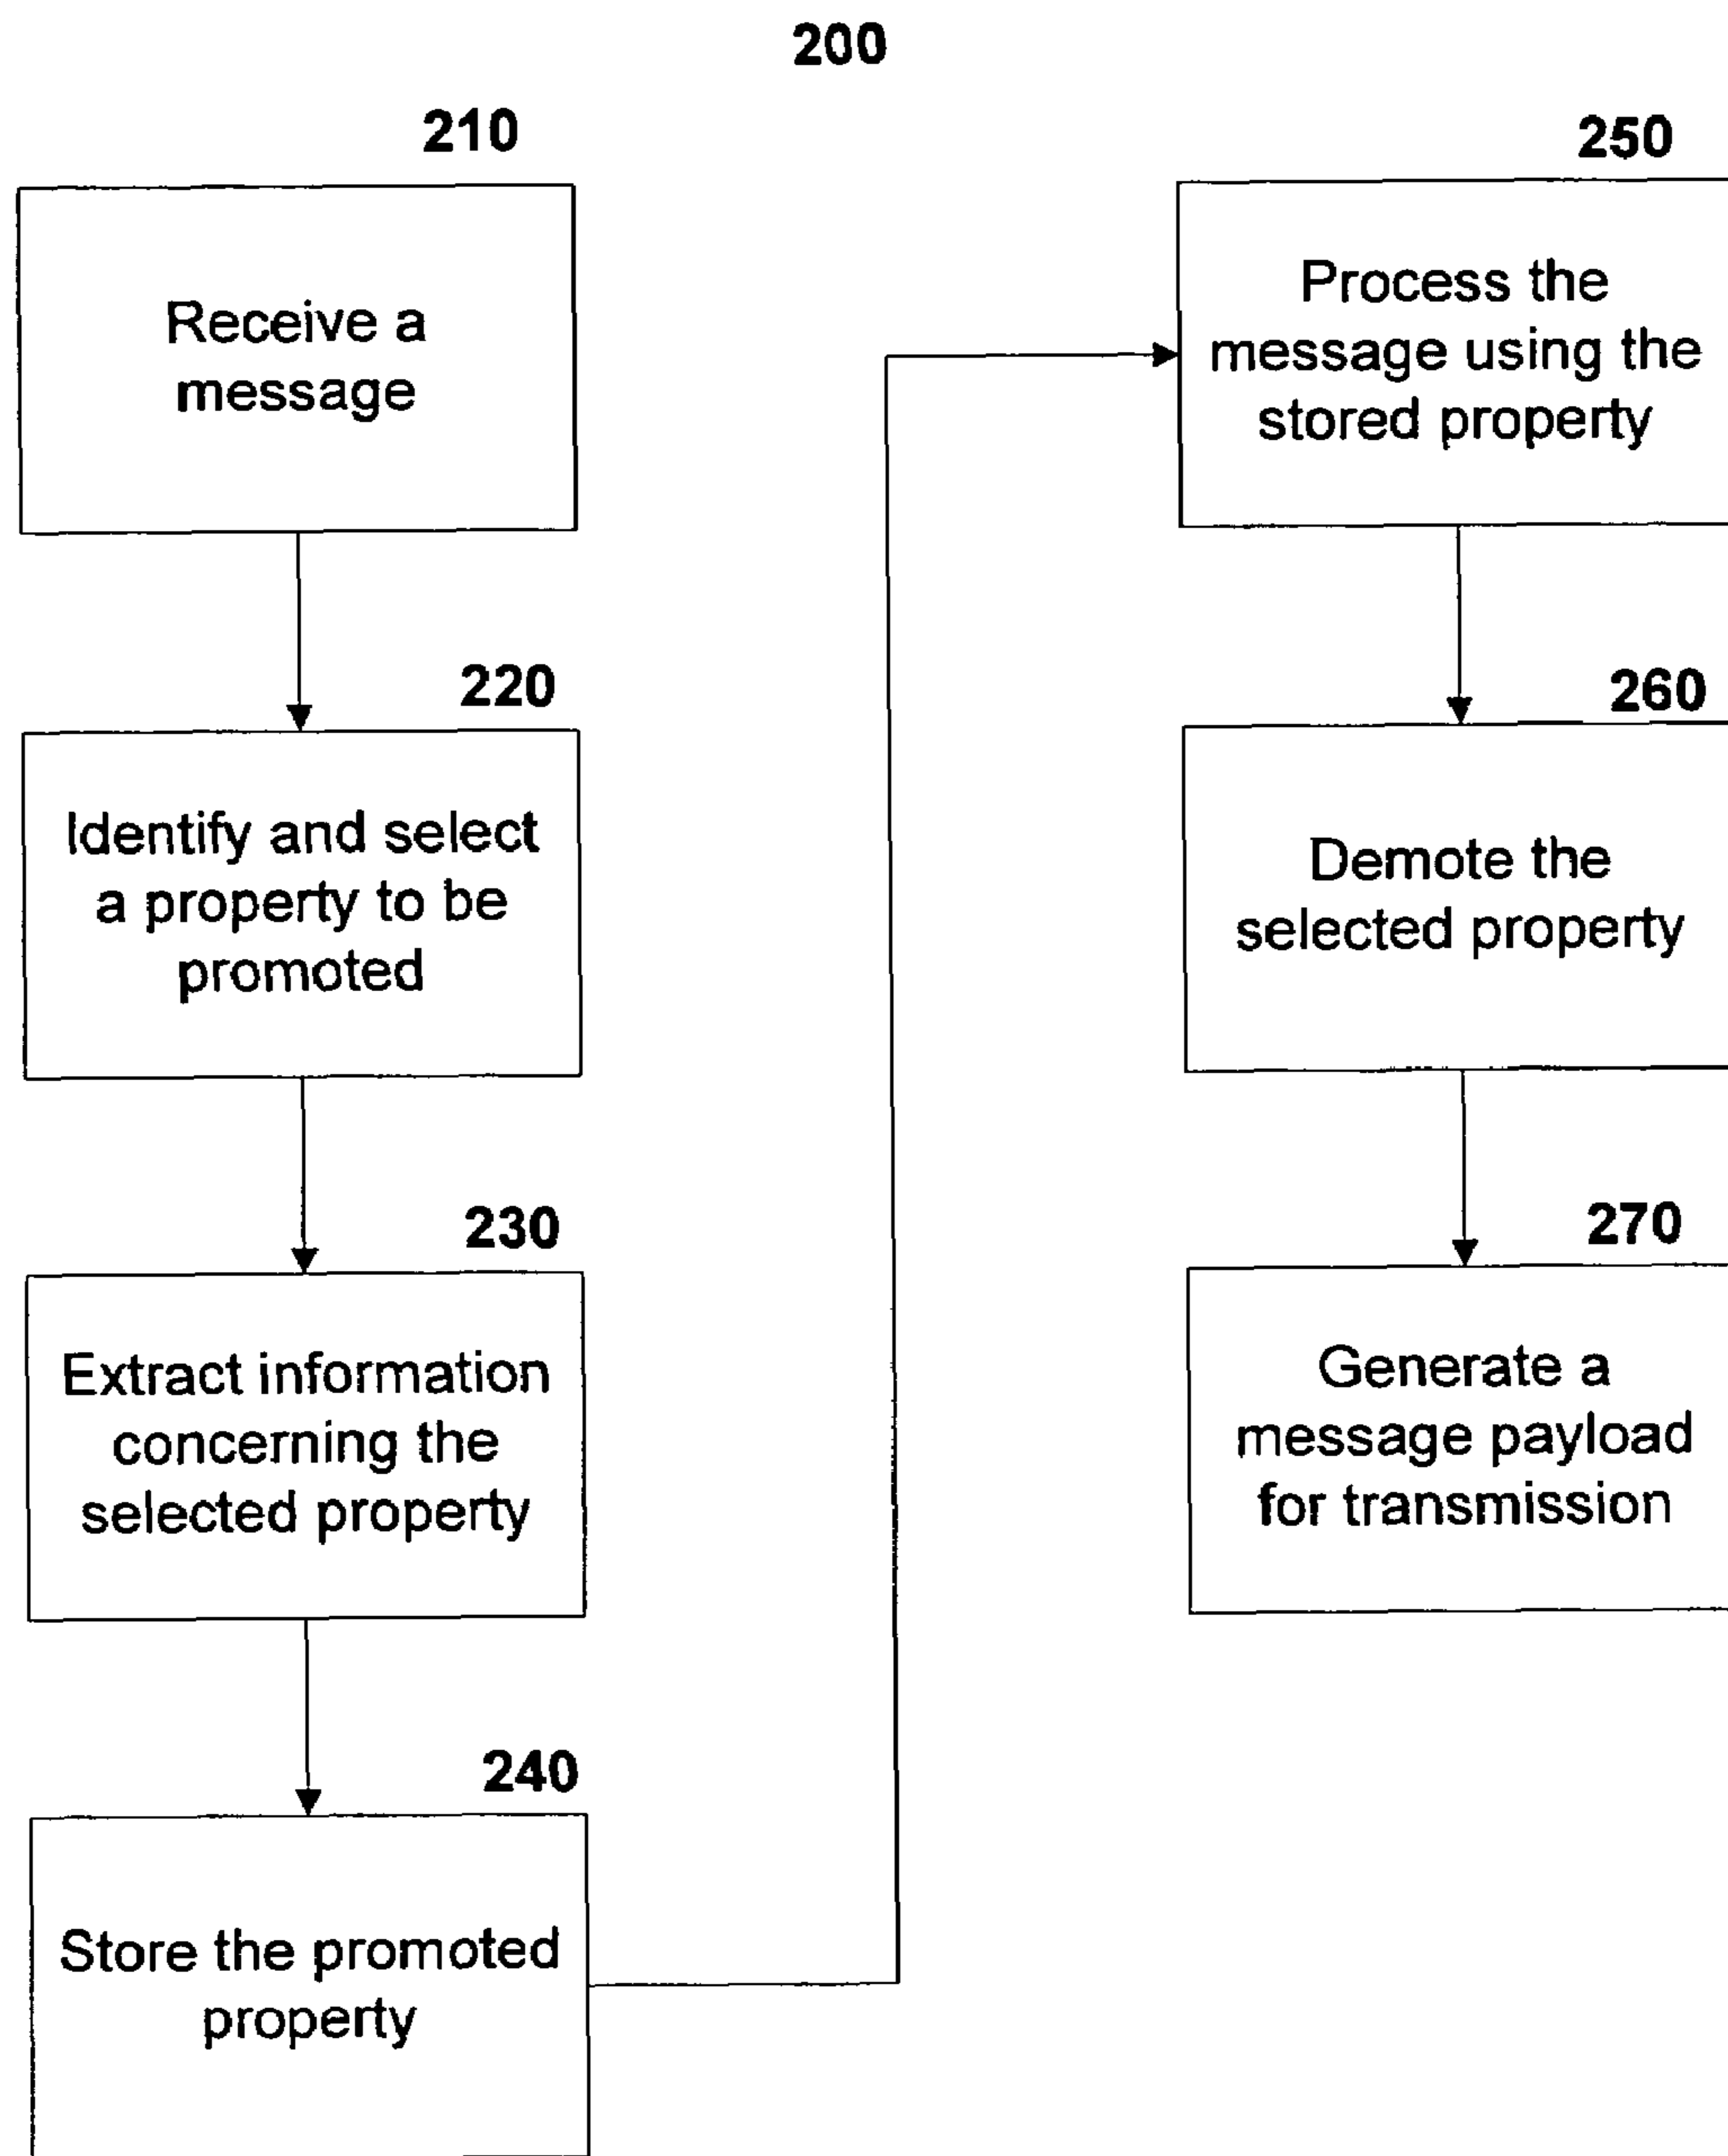 200
210
Receive a
message
220
Identify and select
a property to be
promoted
230
Extract information
concerning the
selected property
240
Store the promoted
property
250
Process the
message using the
stored property
260
Demote the
selected property
270
Generate a
message payload
for transmission